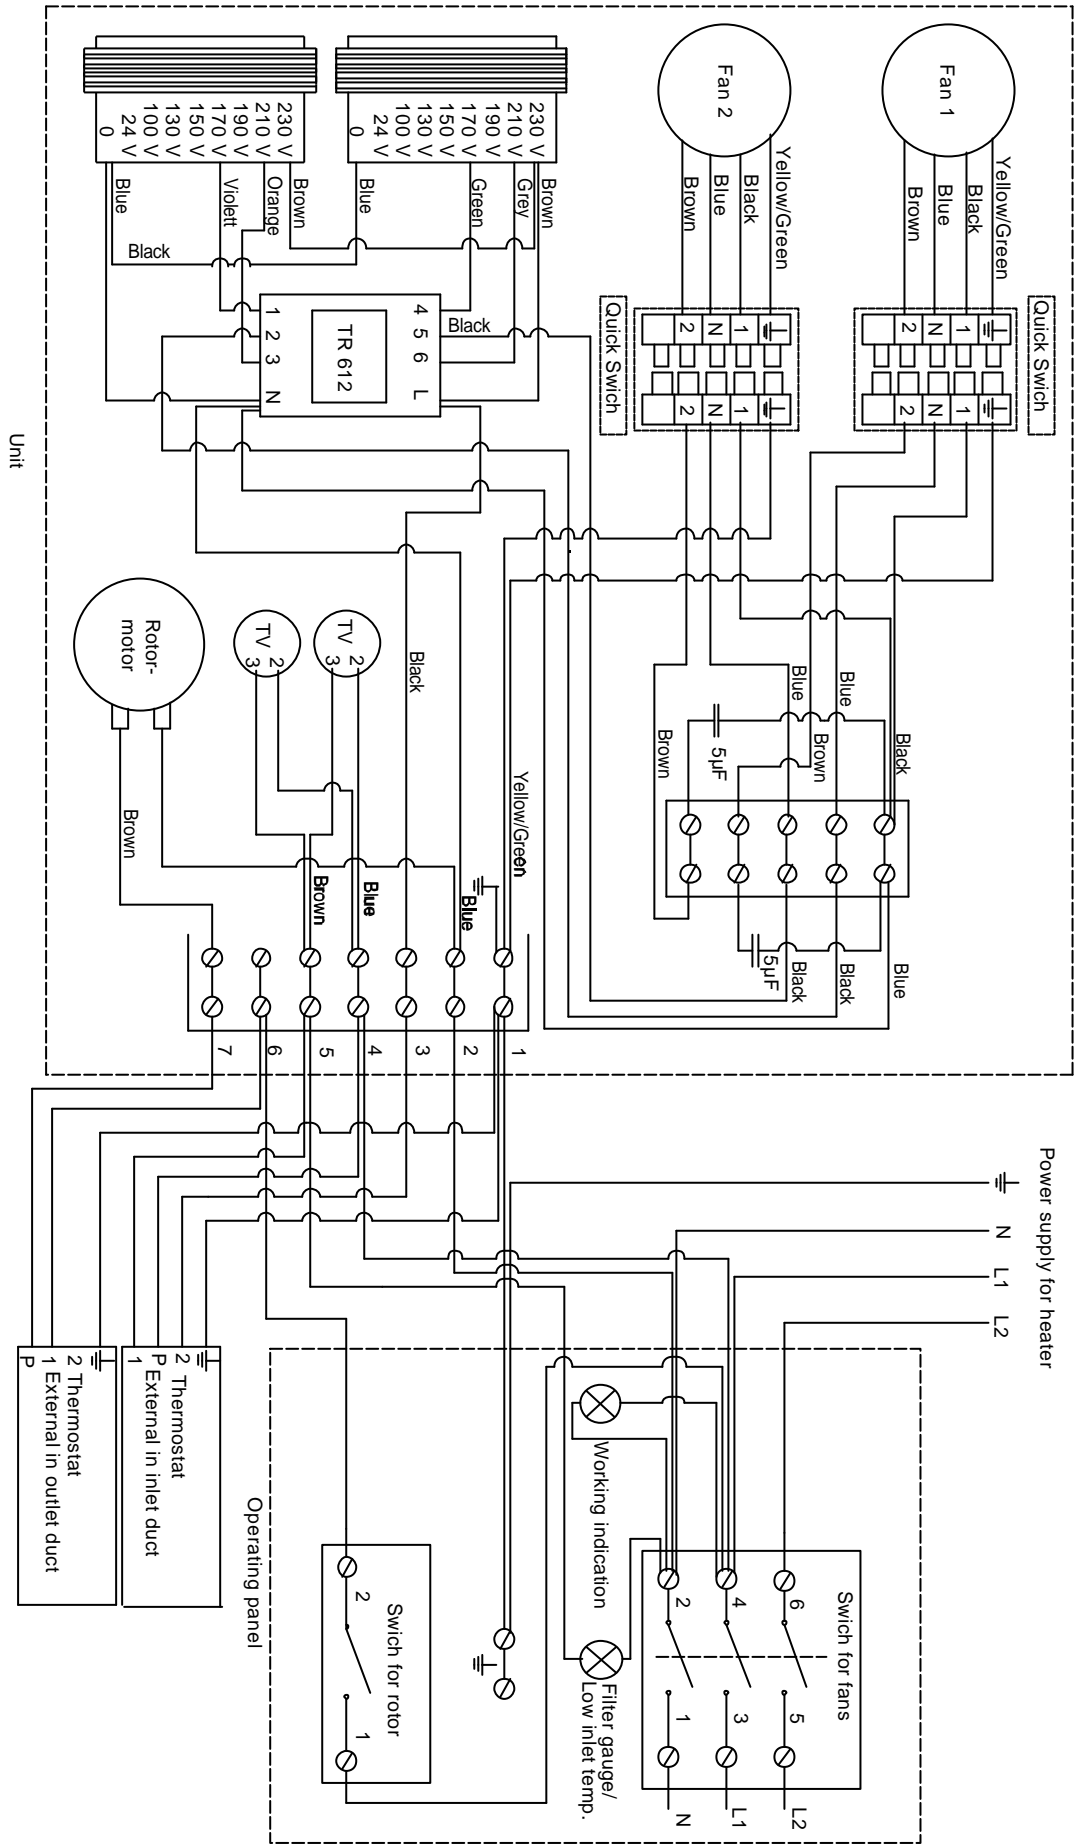 Fan 1
Fan 2
Yellow/Green
Black
Blue
Brown
Yellow/Green
Black
Blue
Brown
230 V
210 V
190 V
170 V
150 V
130 V
100 V
24 V
0
230 V
210 V
190 V
170 V
150 V
130 V
100 V
24 V
0
Brown
Grey
Green
Blue
Brown
Orange
Violett
Blue
Black
Quick Swich
1
N
2
Quick Swich
1
N
2
1
N
2
1
N
2
TR 612
4
5
6
L
1
2
3
N
Black
Unit
Rotor-
motor
TV
2
3
TV
2
3
Black
Blue
Blue
Brown
Black
Brown
5µF
5µF
Blue
Black
Black
Yellow/Green
Blue
Blue
Brown
Brown
1
2
3
4
5
6
7
Power supply for heater
N
L1
L2
2 Thermostat
P External in inlet duct
1
2 Thermostat
1 External in outlet duct
P
Operating panel
Working indication
Filter gauge/
Low inlet temp.
Swich for fans
6
5
4
3
2
1
L2
L1
N
Swich for rotor
2
1